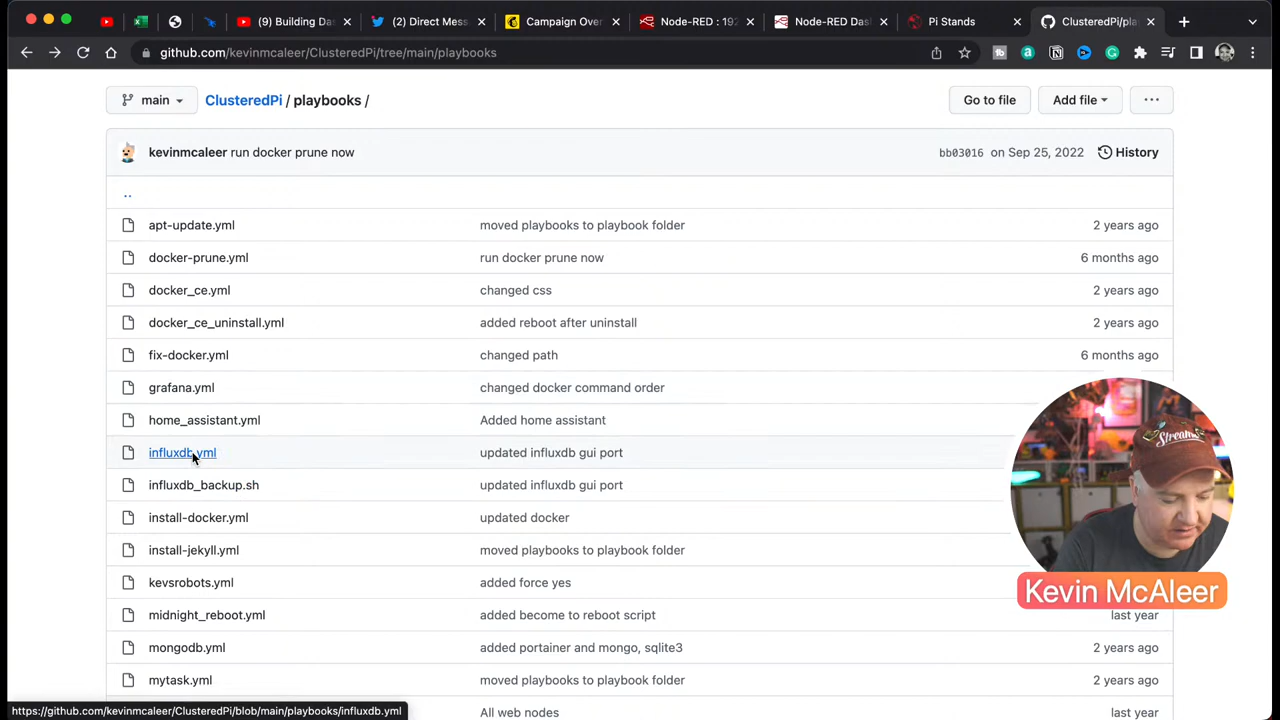 (9) Building Da
(2) Direct Mess
Campaign Over
Node-RED : 192
Node-RED Das
Pi Stands
ClusteredPi/pla
github.com/kevinmcaleer/ClusteredPi/tree/main/playbooks
main
ClusteredPi / playbooks /
Go to file
Add file
kevinmcaleer run docker prune now
bb03016 on Sep 25, 2022
History
..
apt-update.yml moved playbooks to playbook folder 2 years ago
docker-prune.yml run docker prune now 6 months ago
docker_ce.yml changed css 2 years ago
docker_ce_uninstall.yml added reboot after uninstall 2 years ago
fix-docker.yml changed path 6 months ago
grafana.yml changed docker command order
home_assistant.yml Added home assistant
influxdb.yml updated influxdb gui port
influxdb_backup.sh updated influxdb gui port
install-docker.yml updated docker
install-jekyll.yml moved playbooks to playbook folder
kevsrobots.yml added force yes
midnight_reboot.yml added become to reboot script last year
mongodb.yml added portainer and mongo, sqlite3 2 years ago
mytask.yml moved playbooks to playbook folder 2 years ago
All web nodes last year
Streams
Kevin McAleer
https://github.com/kevinmcaleer/ClusteredPi/blob/main/playbooks/influxdb.yml